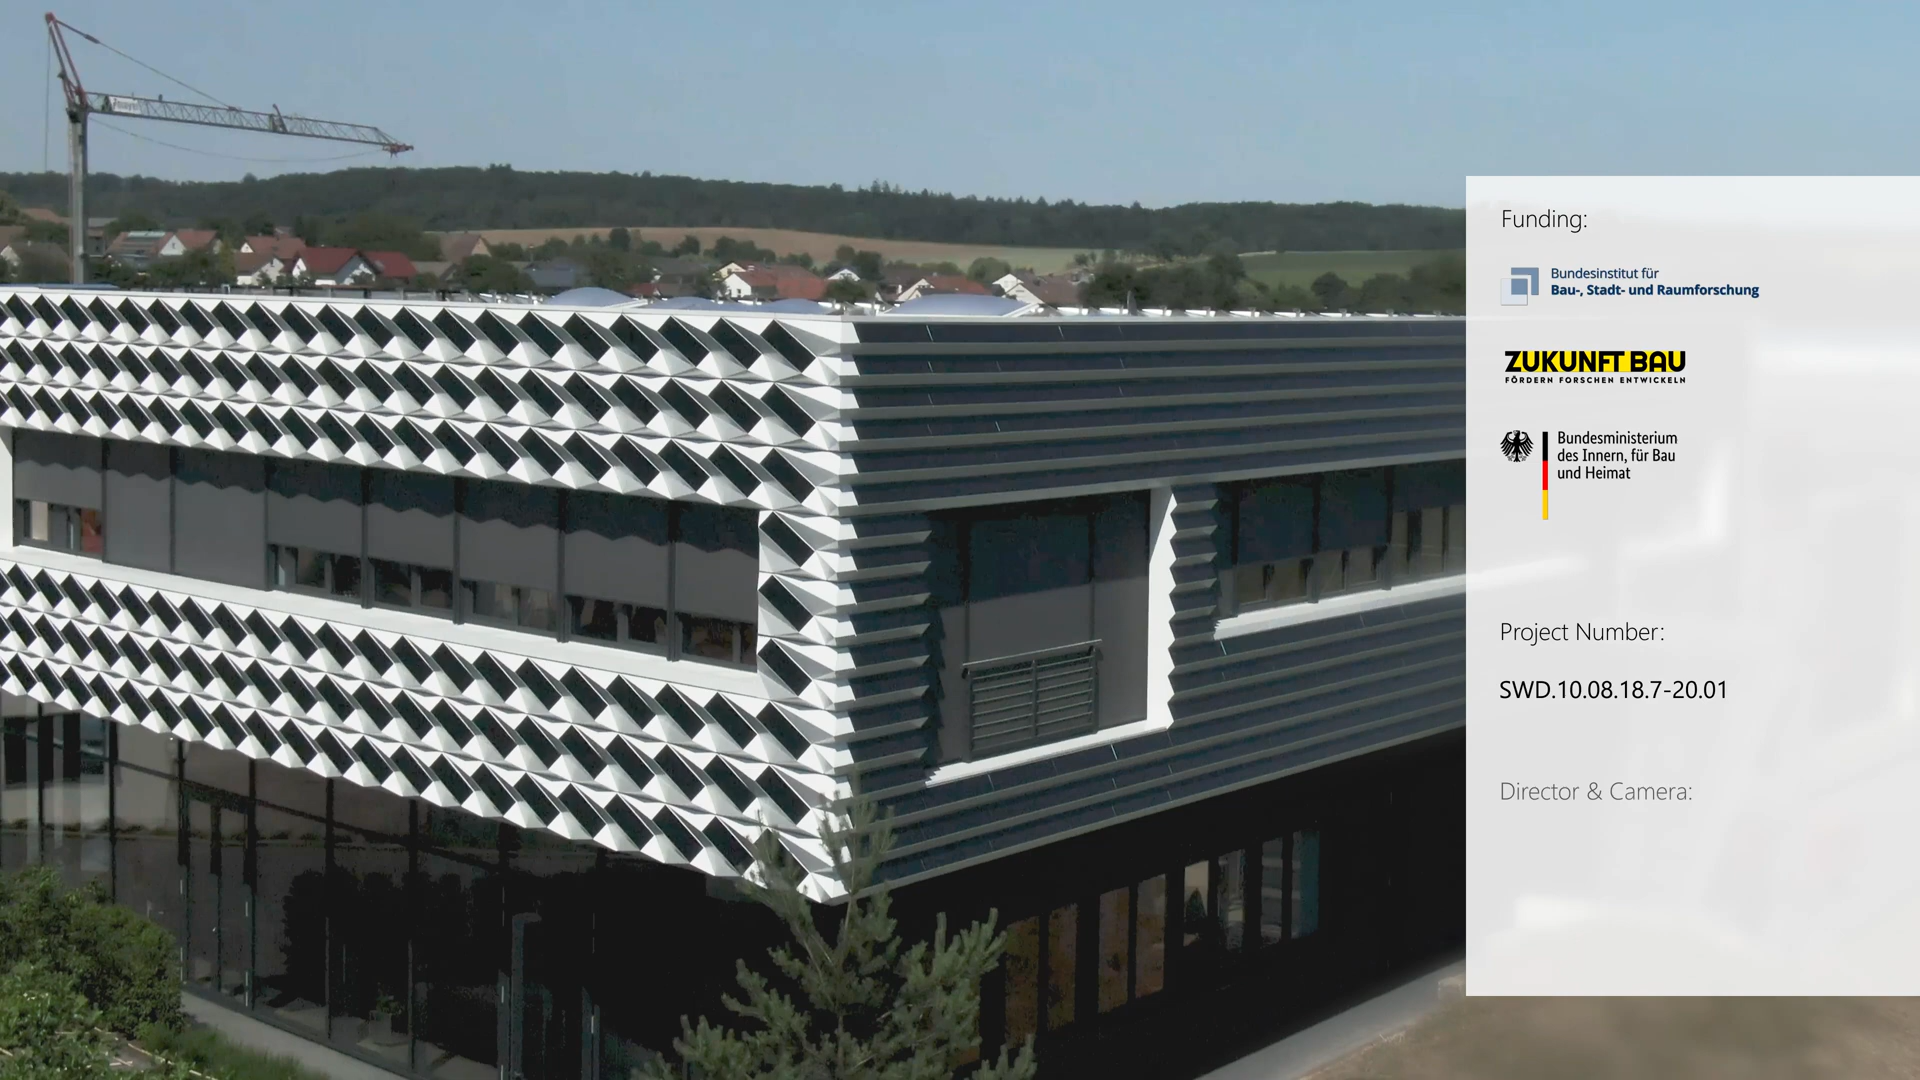 Funding:
Bundesinstitut für
Bau-, Stadt- und Raumforschung
ZUKUNFT BAU
FÖRDERN FORSCHEN ENTWICKELN
Bundesministerium
des Innern, für Bau
und Heimat
Project Number:
SWD.10.08.18.7-20.01
Director & Camera: